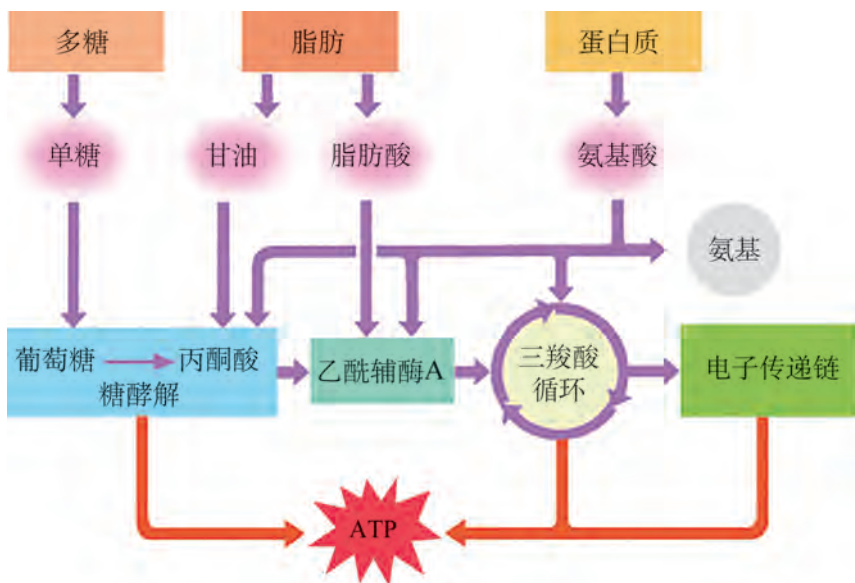 多糖
脂肪
蛋白质
单糖
甘油
脂肪酸
氨基酸
氨基
葡萄糖
丙酮酸
糖酵解
乙酰辅酶A
三羧酸
循环
电子传递链
ATP